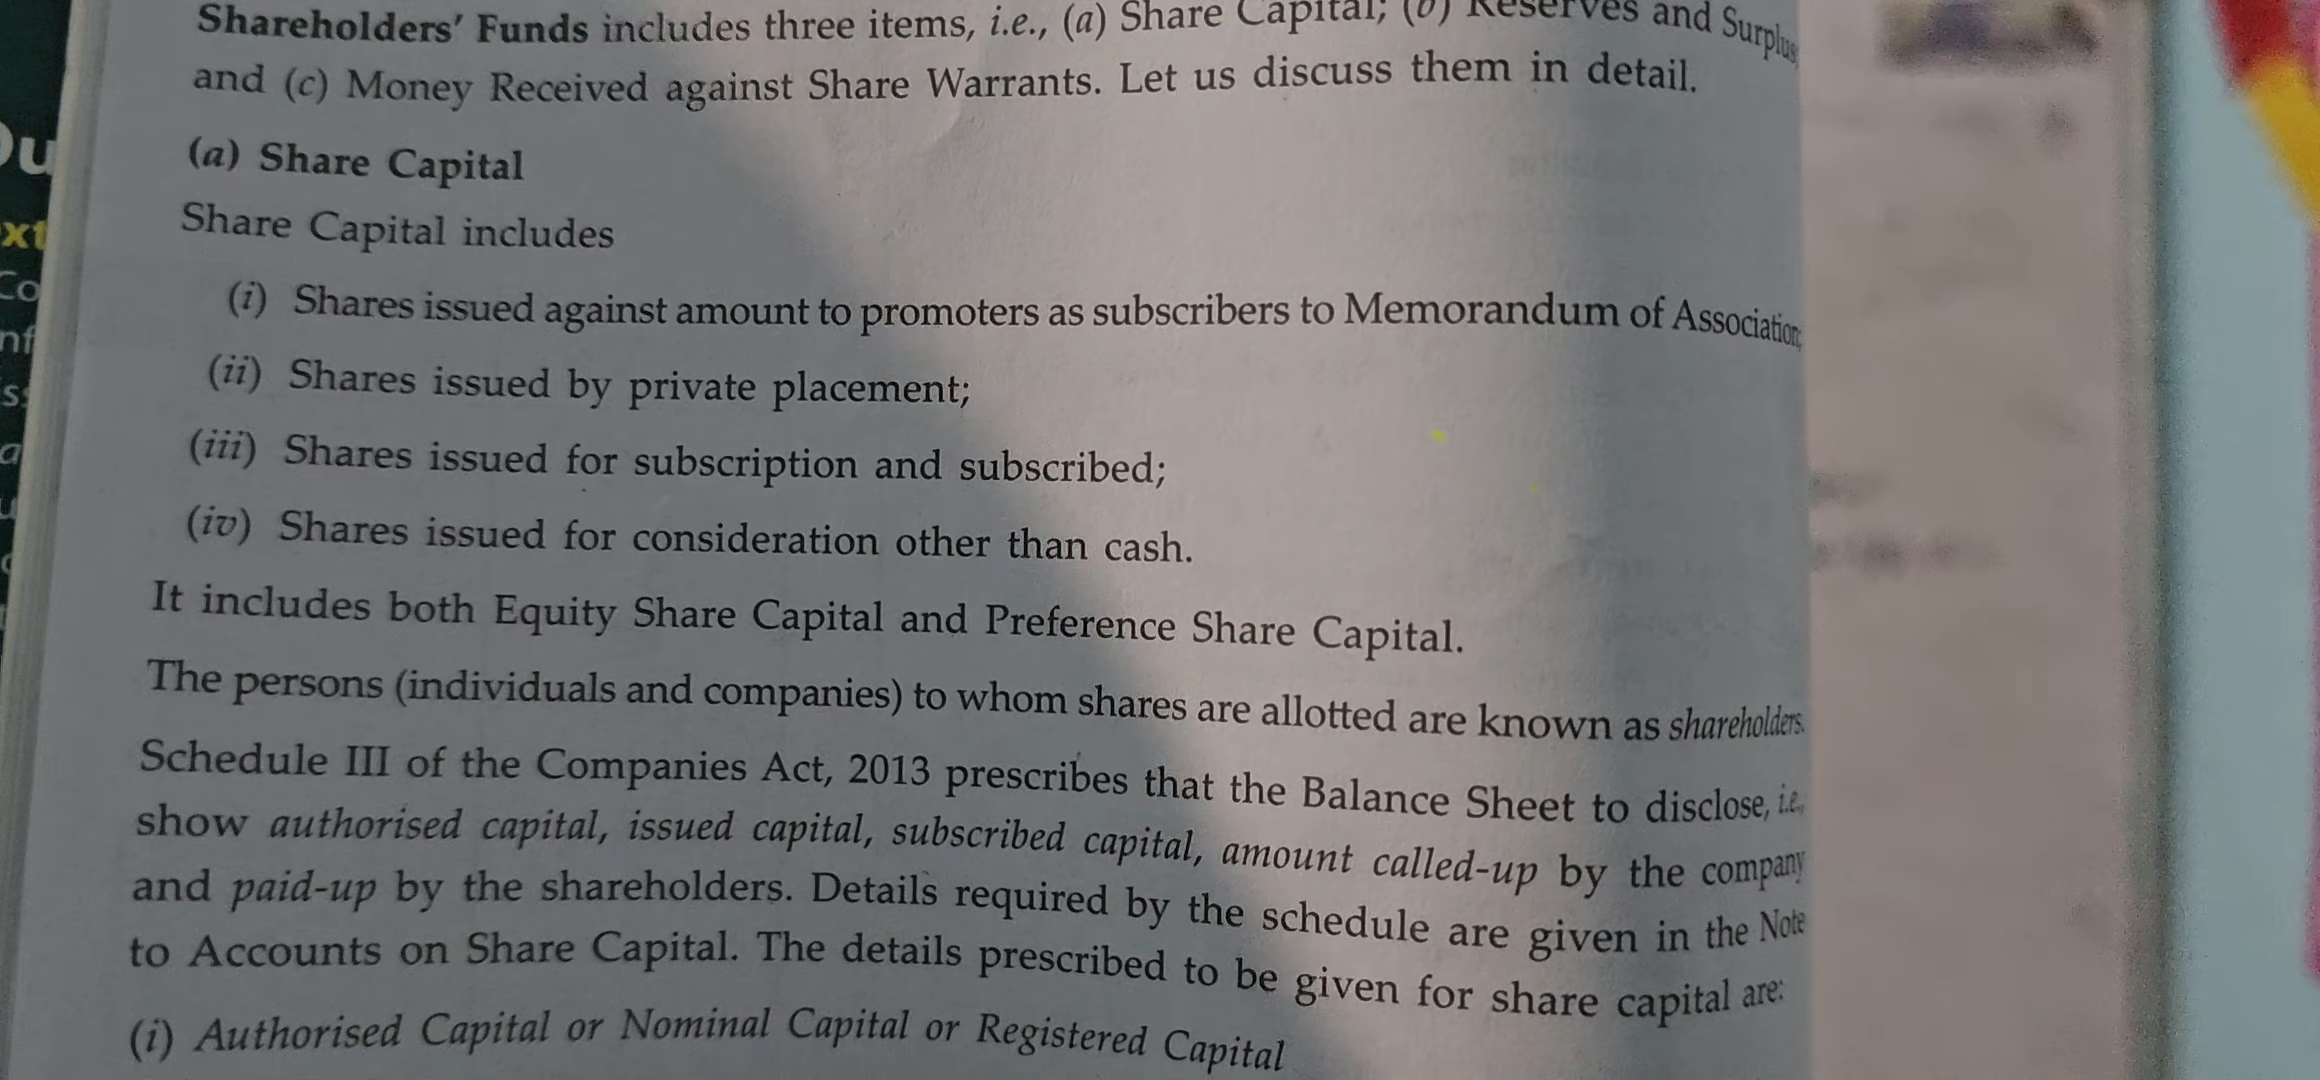 Shareholders' Funds includes three items, i.e., (a) Share Capital; (b) Reserves and Surplus
and (c) Money Received against Share Warrants. Let us discuss them in detail.
(a) Share Capital
Share Capital includes
(i) Shares issued against amount to promoters as subscribers to Memorandum of Association;
(ii) Shares issued by private placement;
(iii) Shares issued for subscription and subscribed;
(iv) Shares issued for consideration other than cash.
It includes both Equity Share Capital and Preference Share Capital.
The persons (individuals and companies) to whom shares are allotted are known as shareholders.
Schedule III of the Companies Act, 2013 prescribes that the Balance Sheet to disclose, i.e.,
show authorised capital, issued capital, subscribed capital, amount called-up by the company
and paid-up by the shareholders. Details required by the schedule are given in the Note
to Accounts on Share Capital. The details prescribed to be given for share capital are:
(i) Authorised Capital or Nominal Capital or Registered Capital